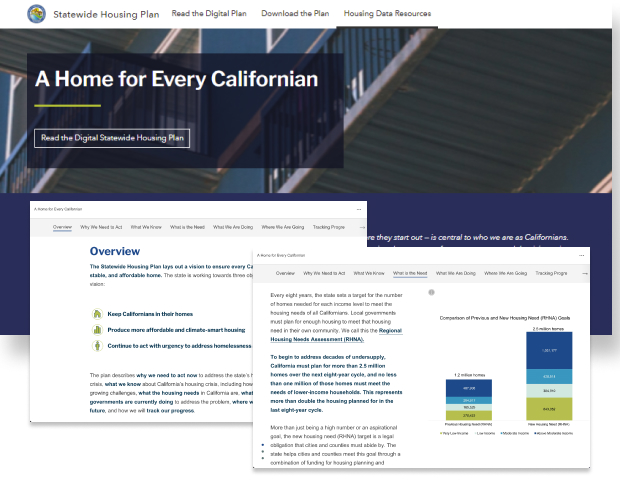 Statewide Housing Plan Read the Digital Plan Download the Plan Housing Data Resources
A Home for Every Californian
Read the Digital Statewide Housing Plan
re they start out – is central to who we are as Californians.
A Home for Every Californian
Overview Why We Need to Act What We Know What is the Need What We Are Doing Where We Are Going Tracking Progre
Overview
The Statewide Housing Plan lays out a vision to ensure every Ca
stable, and affordable home. The state is working towards three ob
vision:
Keep Californians in their homes
Produce more affordable and climate-smart housing
Continue to act with urgency to address homelessness
The plan describes why we need to act now to address the state's h
crisis, what we know about California's housing crisis, including how
growing challenges, what the housing needs in California are, what
governments are currently doing to address the problem, where w
future, and how we will track our progress.
A Home for Every Californian
Overview Why We Need to Act What We Know What is the Need What We Are Doing Where We Are Going Tracking Progre
Every eight years, the state sets a target for the number
of homes needed for each income level to meet the
housing needs of all Californians. Local governments
must plan for enough housing to meet that housing
need in their own community. We call this the Regional
Housing Needs Assessment (RHNA).
To begin to address decades of undersupply,
California must plan for more than 2.5 million
homes over the next eight-year cycle, and no less
than one million of those homes must meet the
needs of lower-income households. This represents
more than double the housing planned for in the
last eight-year cycle.
More than just being a high number or an aspirational
goal, the new housing need (RHNA) target is a legal
obligation that cities and counties must abide by. The
state helps cities and counties meet this goal through a
combination of funding for housing planning and
Comparison of Previous and New Housing Need (RHNA) Goals
2.5 million homes
1.2 million homes
Previous Housing Need (RHNA) New Housing Need (RHNA)
Very Low Income Low Income Moderate Income Above Moderate Income